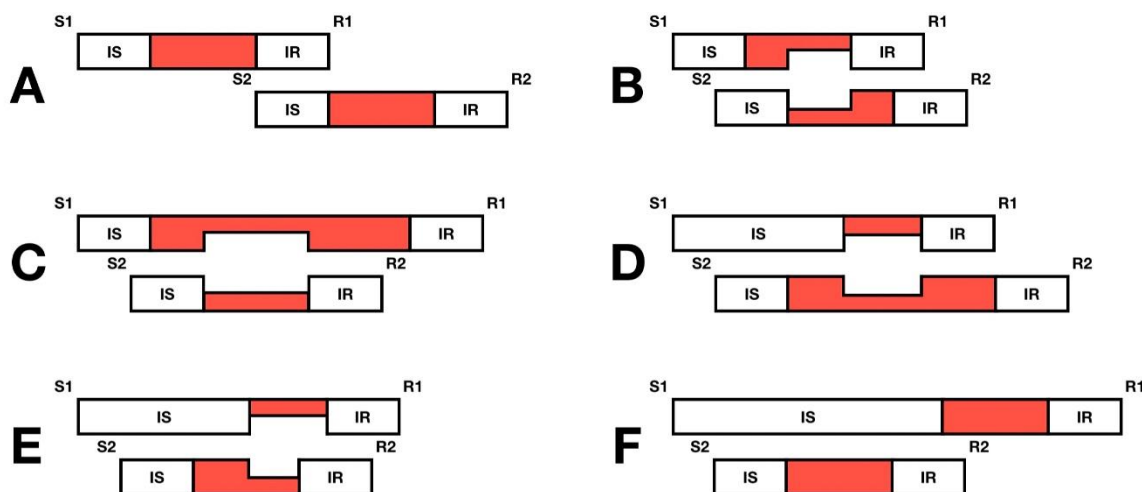 S1 R1
IS IR
A
S2 R2
IS IR
S1 R1
IS IR
B
S2 R2
IS IR
S1 R1
IS IR
C
S2 R2
IS IR
S1 R1
IS IR
D
S2 R2
IS IR
S1 R1
IS IR
E
S2 R2
IS IR
S1 R1
IS IR
F
S2 R2
IS IR